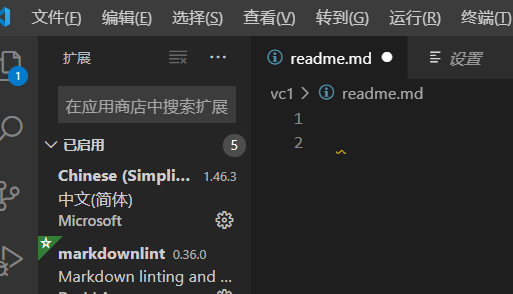 文件(F) 编辑(E) 选择(S) 查看(V) 转到(G) 运行(R) 终端(T)
扩展
readme.md
设置
1
在应用商店中搜索扩展
vc1 > readme.md
已启用 5
1
2
Chinese (Simpli... 1.46.3
中文(简体)
Microsoft
markdownlint 0.36.0
Markdown linting and ...